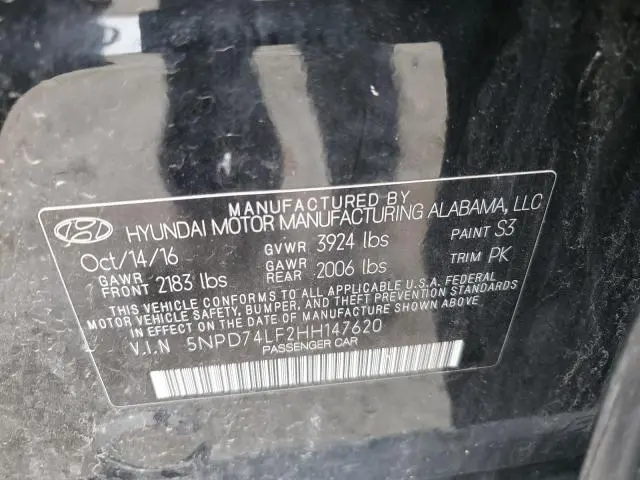 MANUFACTURED BY
HYUNDAI MOTOR MANUFACTURING ALABAMA, LLC
Oct/14/16 GVWR 3924 lbs PAINT S3
GAWR FRONT 2183 lbs GAWR REAR 2006 lbs TRIM PK
THIS VEHICLE CONFORMS TO ALL APPLICABLE U.S.A. FEDERAL
MOTOR VEHICLE SAFETY, BUMPER, AND THEFT PREVENTION STANDARDS
IN EFFECT ON THE DATE OF MANUFACTURE SHOWN ABOVE
V.I.N 5NPD74LF2HH147620
PASSENGER CAR